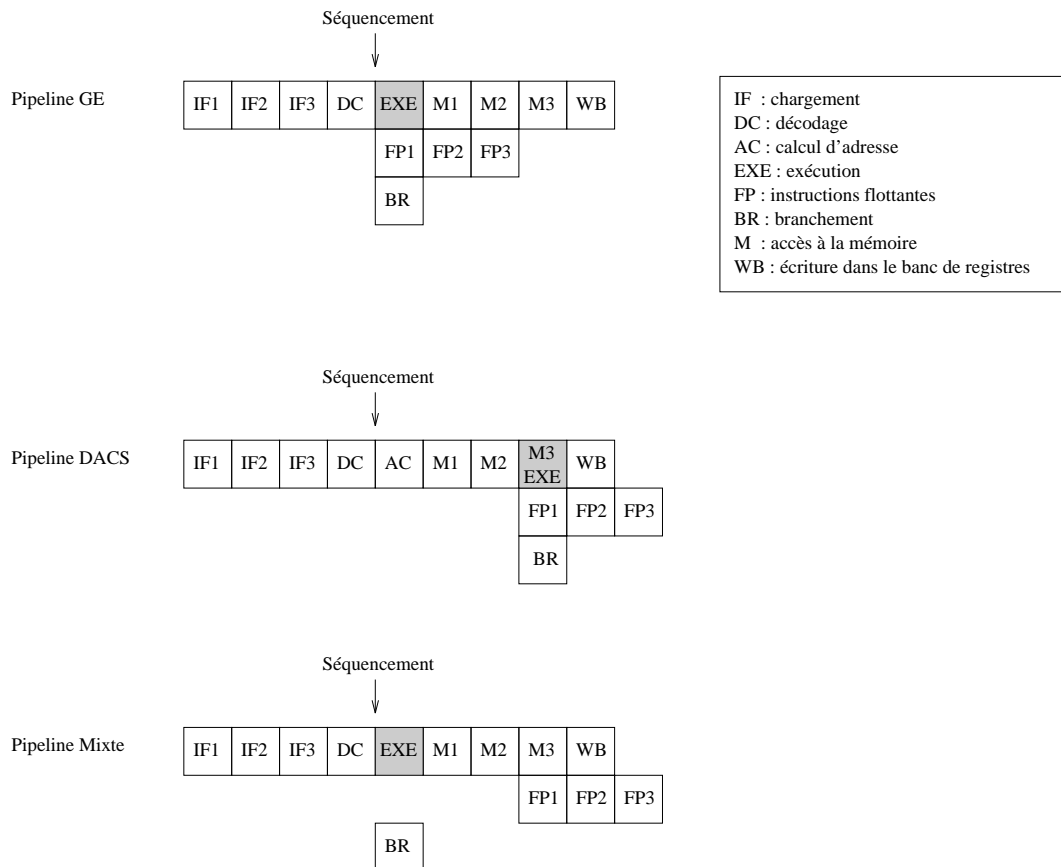 Séquencement
Pipeline GE
IF1 IF2 IF3 DC EXE M1 M2 M3 WB
FP1 FP2 FP3
BR
IF : chargement
DC : décodage
AC : calcul d'adresse
EXE : exécution
FP : instructions flottantes
BR : branchement
M : accès à la mémoire
WB : écriture dans le banc de registres
Séquencement
Pipeline DACS
IF1 IF2 IF3 DC AC M1 M2 M3 EXE WB
FP1 FP2 FP3
BR
Séquencement
Pipeline Mixte
IF1 IF2 IF3 DC EXE M1 M2 M3 WB
FP1 FP2 FP3
BR